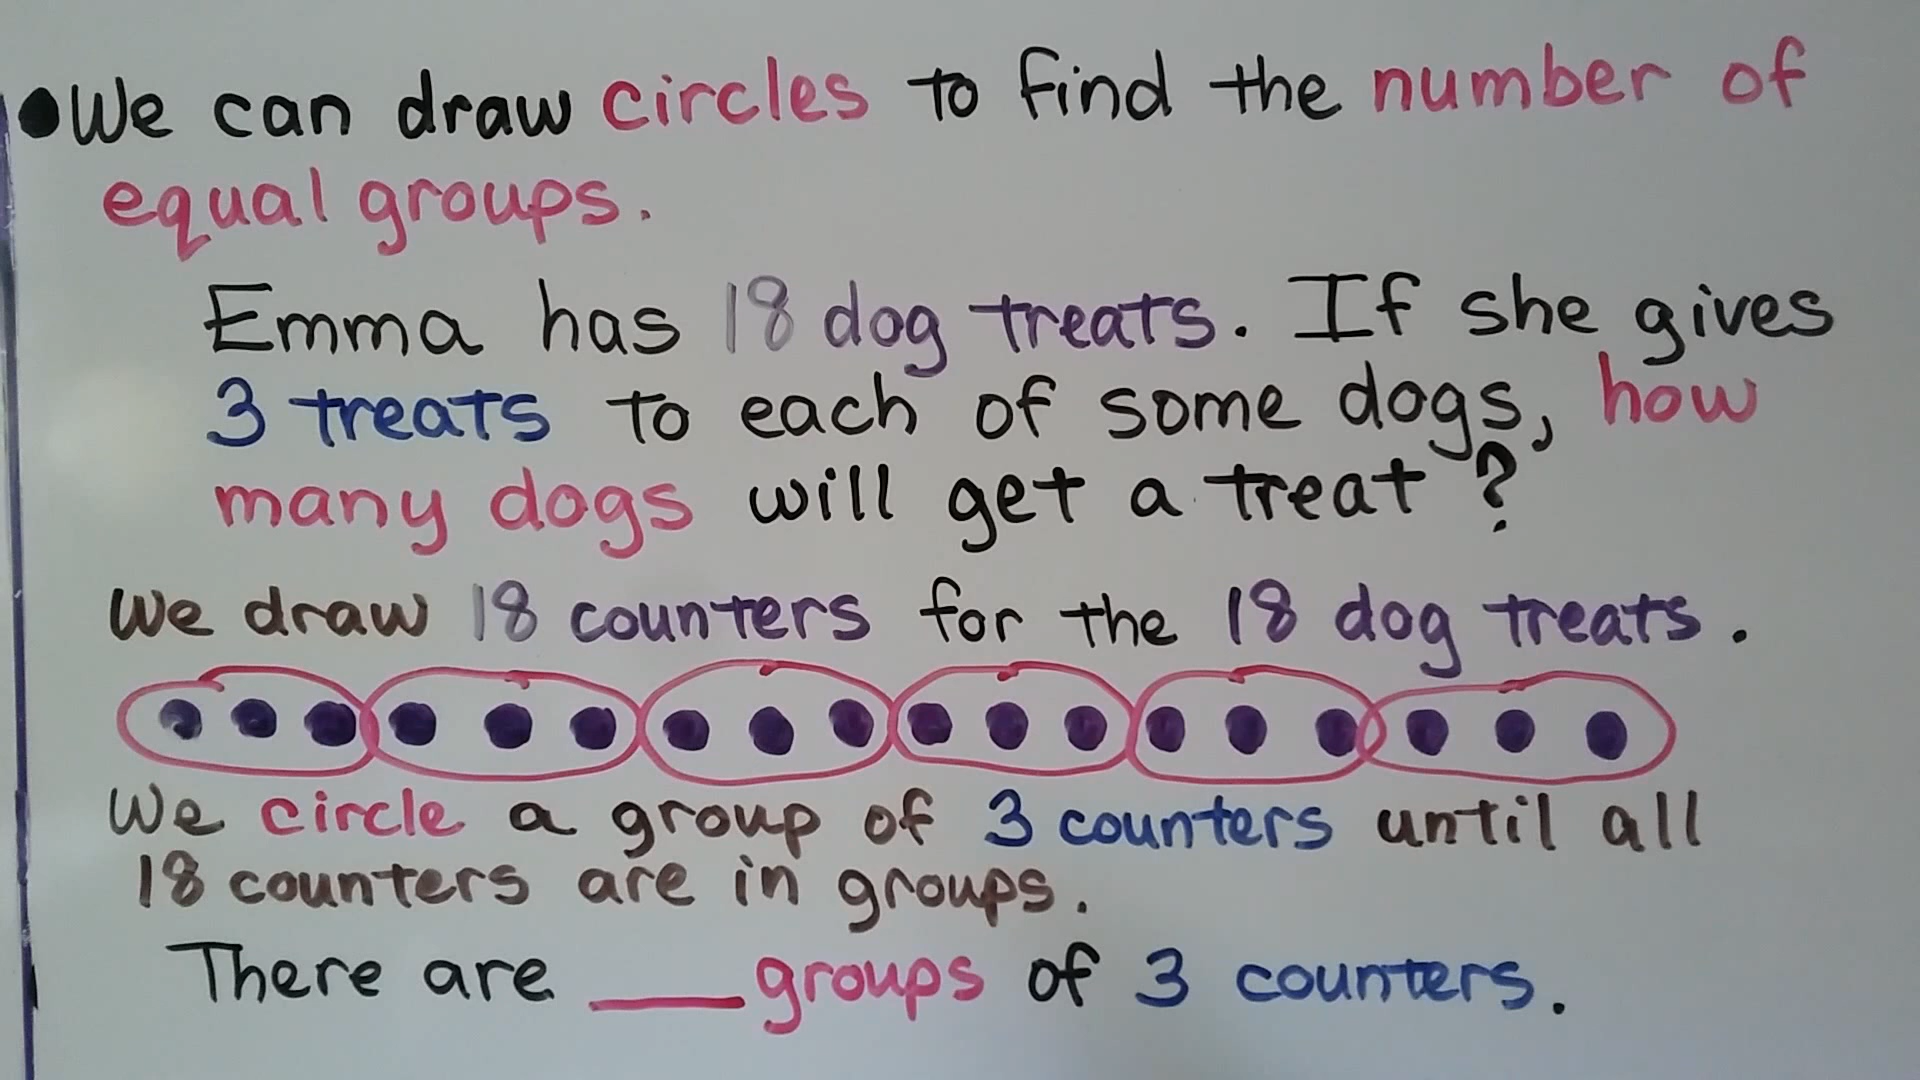 •We can draw circles to find the number of
equal groups.
Emma has 18 dog treats. If she gives
3 treats to each of some dogs, how
many dogs will get a treat?
We draw 18 counters for the 18 dog treats.
We circle a group of 3 counters until all
18 counters are in groups.
There are ___ groups of 3 counters.